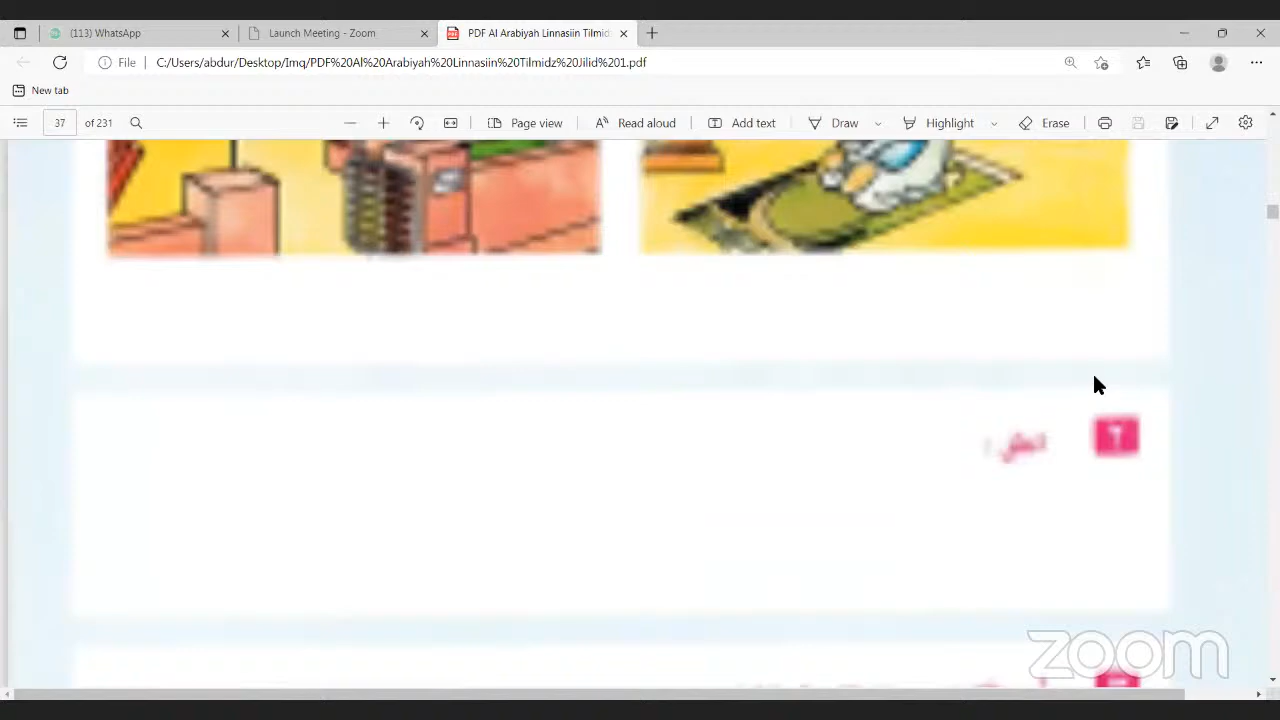 (113) WhatsApp
Launch Meeting - Zoom
PDF Al Arabiyah Linnasiin Tilmid
File
C:/Users/abdur/Desktop/Imq/PDF%20Al%20Arabiyah%20Linnasiin%20Tilmidz%20Jilid%201.pdf
New tab
37 of 231
Page view
Read aloud
Add text
Draw
Highlight
Erase
zoom